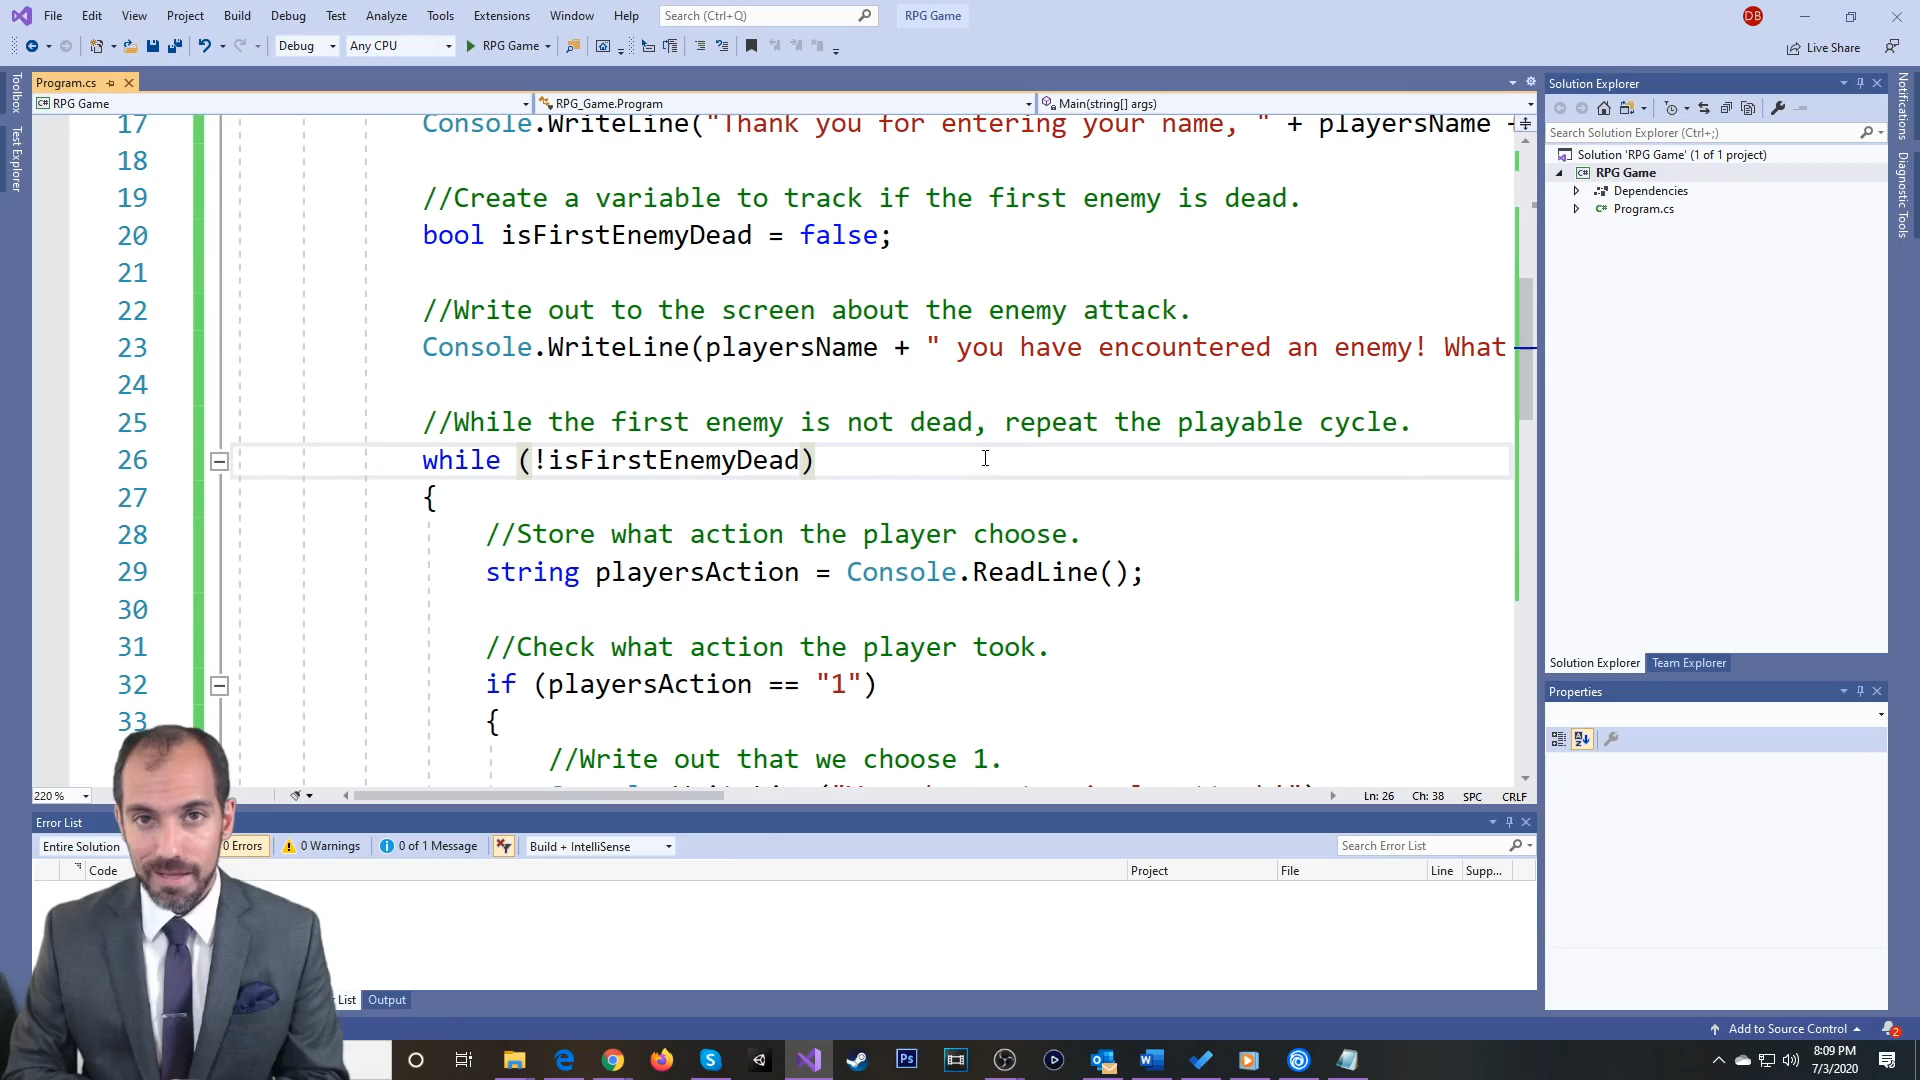 File Edit View Project Build Debug Test Analyze Tools Extensions Window Help Search (Ctrl+Q) RPG Game DB
Debug Any CPU RPG Game Live Share
Toolbox
Test Explorer
Program.cs
RPG Game RPG_Game.Program Main(string[] args)
17 Console.WriteLine("Thank you for entering your name, " + playersName +
18
19 //Create a variable to track if the first enemy is dead.
20 bool isFirstEnemyDead = false;
21
22 //Write out to the screen about the enemy attack.
23 Console.WriteLine(playersName + " you have encountered an enemy! What
24
25 //While the first enemy is not dead, repeat the playable cycle.
26 while (!isFirstEnemyDead)
27 {
28 //Store what action the player choose.
29 string playersAction = Console.ReadLine();
30
31 //Check what action the player took.
32 if (playersAction == "1")
33 {
//Write out that we choose 1.
220 % Ln: 26 Ch: 38 SPC CRLF
Error List
Entire Solution 0 Errors 0 Warnings 0 of 1 Message Build + IntelliSense Search Error List
Code Project File Line Supp...
List Output
Solution Explorer
Search Solution Explorer (Ctrl+;)
Solution 'RPG Game' (1 of 1 project)
RPG Game
Dependencies
Program.cs
Solution Explorer Team Explorer
Properties
Notifications
Diagnostic Tools
Add to Source Control 2
8:09 PM
7/3/2020